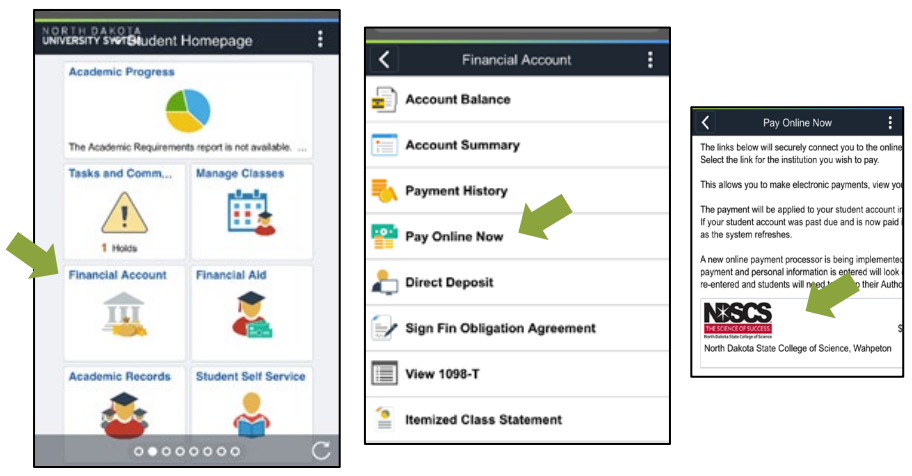 NORTH DAKOTA
UNIVERSITY SYSTEM
Student Homepage
Academic Progress
The Academic Requirements report is not available. ...
Tasks and Comm...
Manage Classes
1 Holds
Financial Account
Financial Aid
Academic Records
Student Self Service
Financial Account
Account Balance
Account Summary
Payment History
Pay Online Now
Direct Deposit
Sign Fin Obligation Agreement
View 1098-T
Itemized Class Statement
Pay Online Now
The links below will securely connect you to the online
Select the link for the institution you wish to pay.
This allows you to make electronic payments, view you
The payment will be applied to your student account in
If your student account was past due and is now paid
as the system refreshes.
A new online payment processor is being implemented
payment and personal information is entered will look
re-entered and students will need their Autho
NDSCS
THE SCIENCE OF SUCCESS
North Dakota State College of Science
S
North Dakota State College of Science, Wahpeton